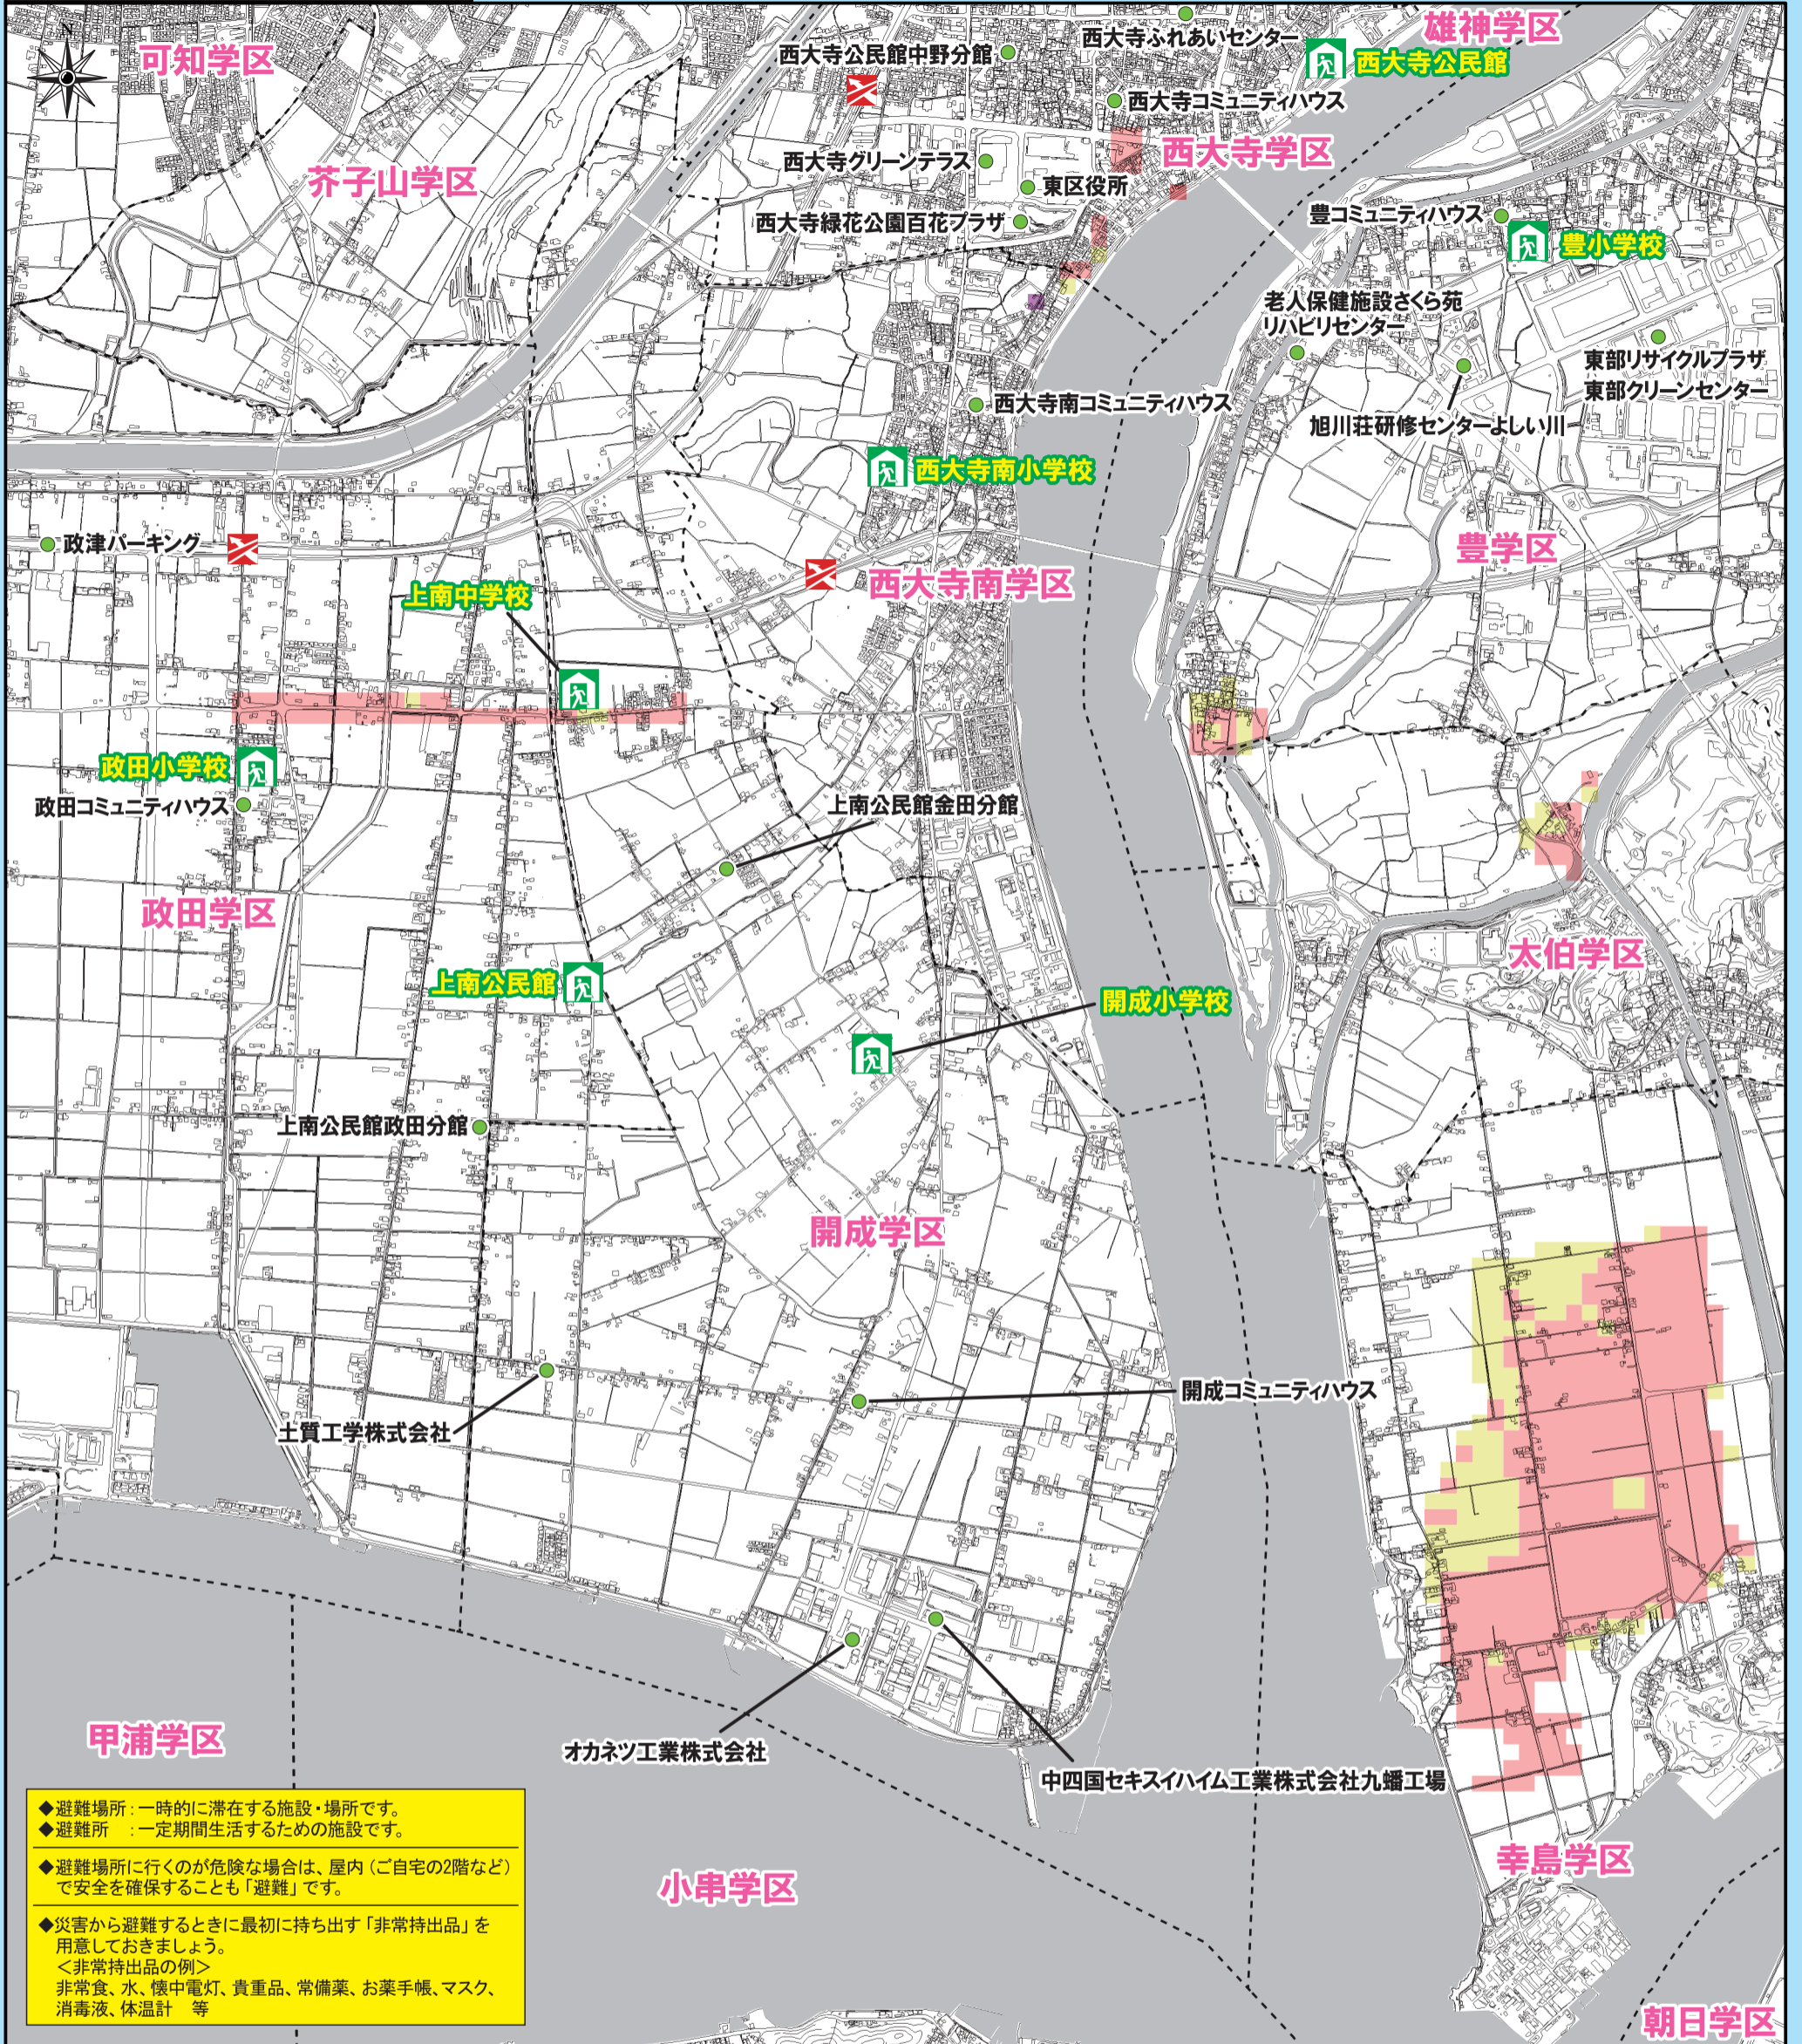 N
可知学区
西大寺公民館中野分館
西大寺ふれあいセンター
雄神学区
西大寺公民館
西大寺コミュニティハウス
芥子山学区
西大寺グリーンテラス
西大寺学区
東区役所
西大寺緑花公園百花プラザ
豊コミュニティハウス
豊小学校
老人保健施設さくら苑
リハビリセンター
東部リサイクルプラザ
東部クリーンセンター
西大寺南コミュニティハウス
旭川荘研修センターよしい川
西大寺南小学校
政津パーキング
豊学区
上南中学校
西大寺南学区
政田小学校
政田コミュニティハウス
上南公民館金田分館
政田学区
太伯学区
上南公民館
開成小学校
上南公民館政田分館
開成学区
開成コミュニティハウス
土質工学株式会社
甲浦学区
オカネツ工業株式会社
中四国セキスイハイム工業株式会社九蟠工場
◆避難場所：一時的に滞在する施設・場所です。
◆避難所　：一定期間生活するための施設です。
◆避難場所に行くのが危険な場合は、屋内（ご自宅の2階など）
で安全を確保することも「避難」です。
◆災害から避難するときに最初に持ち出す「非常持出品」を
用意しておきましょう。
＜非常持出品の例＞
非常食、水、懐中電灯、貴重品、常備薬、お薬手帳、マスク、
消毒液、体温計　等
小串学区
幸島学区
朝日学区